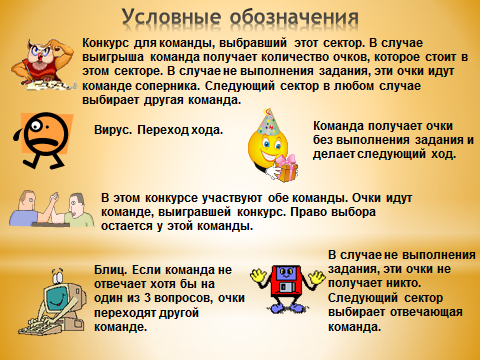 Условные обозначения
Конкурс для команды, выбравший этот сектор. В случае
выигрыша команда получает количество очков, которое стоит в
этом секторе. В случае не выполнения задания, эти очки идут
команде соперника. Следующий сектор в любом случае
выбирает другая команда.
Вирус. Переход хода.
Команда получает очки
без выполнения задания и
делает следующий ход.
В этом конкурсе участвуют обе команды. Очки идут
команде, выигравшей конкурс. Право выбора
остается у этой команды.
Блиц. Если команда не
отвечает хотя бы на
один из 3 вопросов, очки
переходят другой
команде.
В случае не выполнения
задания, эти очки не
получает никто.
Следующий сектор
выбирает отвечающая
команда.